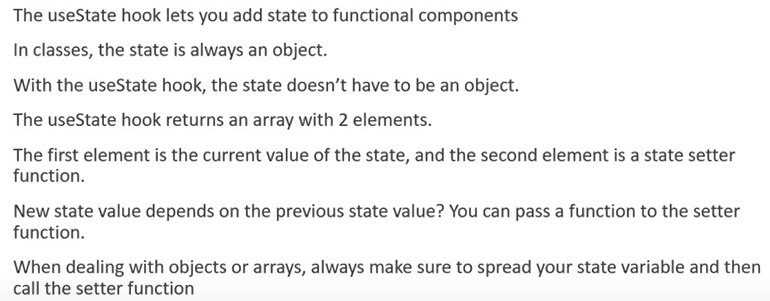 The useState hook lets you add state to functional components
In classes, the state is always an object.
With the useState hook, the state doesn’t have to be an object.
The useState hook returns an array with 2 elements.
The first element is the current value of the state, and the second element is a state setter
function.
New state value depends on the previous state value? You can pass a function to the setter
function.
When dealing with objects or arrays, always make sure to spread your state variable and then
call the setter function